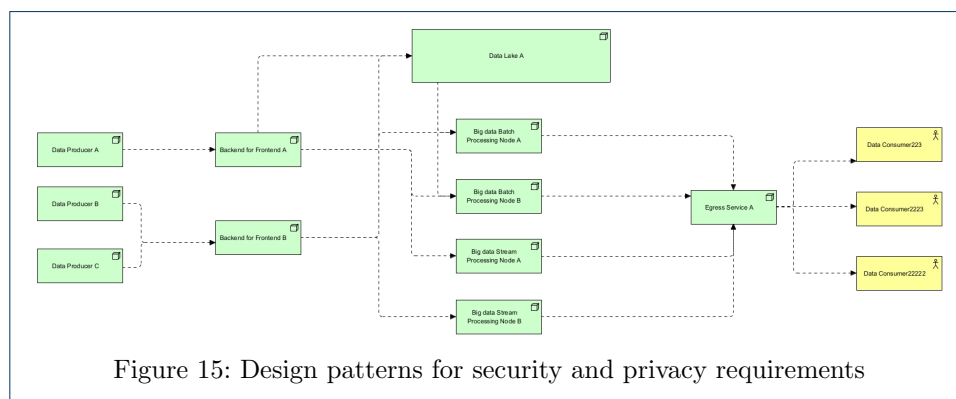 Data Lake A
Data Producer A
Backend for Frontend A
Big data Batch
Processing Node A
Data Consumer223
Data Producer B
Big data Batch
Processing Node B
Egress Service A
Data Consumer2223
Data Producer C
Backend for Frontend B
Big data Stream
Processing Node A
Data Consumer22222
Big data Stream
Processing Node B
Figure 15: Design patterns for security and privacy requirements